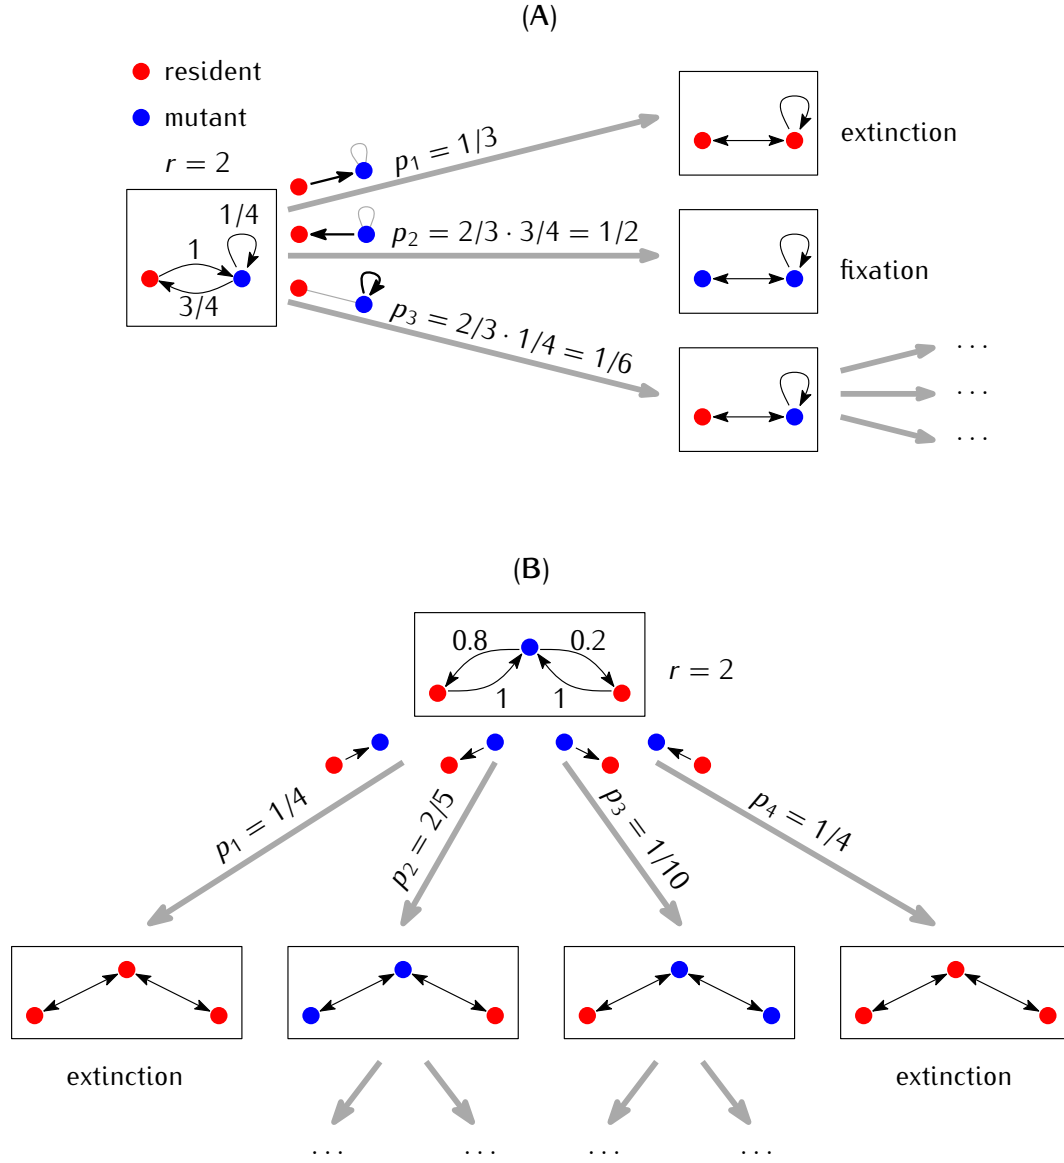 (A)
resident
mutant
r = 2
1/4
1
3/4
p1 = 1/3
p2 = 2/3 · 3/4 = 1/2
p3 = 2/3 · 1/4 = 1/6
extinction
fixation
. . .
. . .
. . .
(B)
0.8
0.2
1
1
r = 2
p1 = 1/4
p2 = 2/5
p3 = 1/10
p4 = 1/4
extinction
extinction
. . .
. . .
. . .
. . .